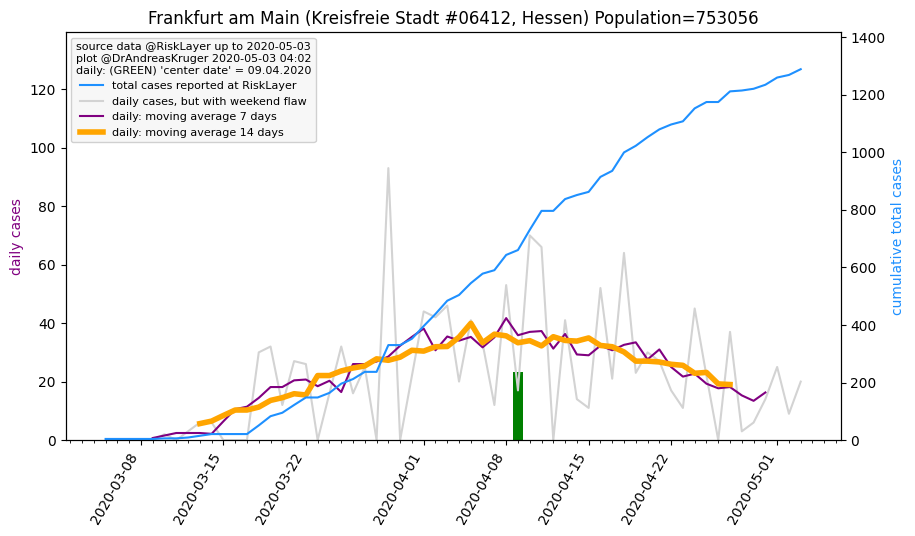 Frankfurt am Main (Kreisfreie Stadt #06412, Hessen) Population=753056
source data @RiskLayer up to 2020-05-03
plot @DrAndreasKruger 2020-05-03 04:02
daily: (GREEN) 'center date' = 09.04.2020
total cases reported at RiskLayer
daily cases, but with weekend flaw
daily: moving average 7 days
daily: moving average 14 days
daily cases
120
100
80
60
40
20
0
1400
1200
1000
800
600
400
200
0
cumulative total cases
2020-03-08
2020-03-15
2020-03-22
2020-04-01
2020-04-08
2020-04-15
2020-04-22
2020-05-01